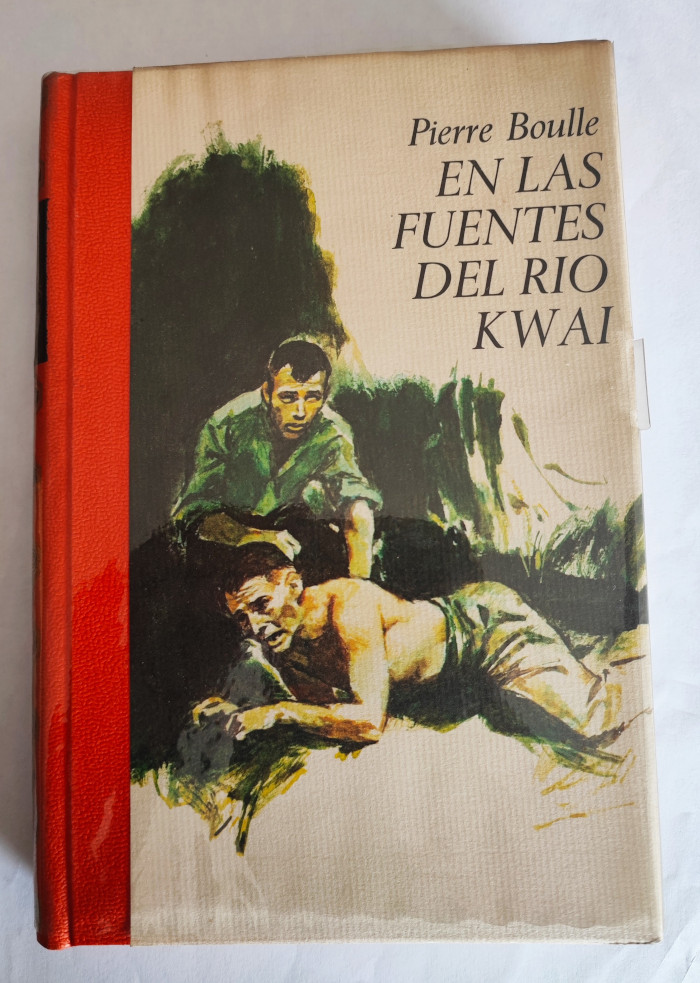 Pierre Boulle
EN LAS
FUENTES
DEL RIO
KWAI